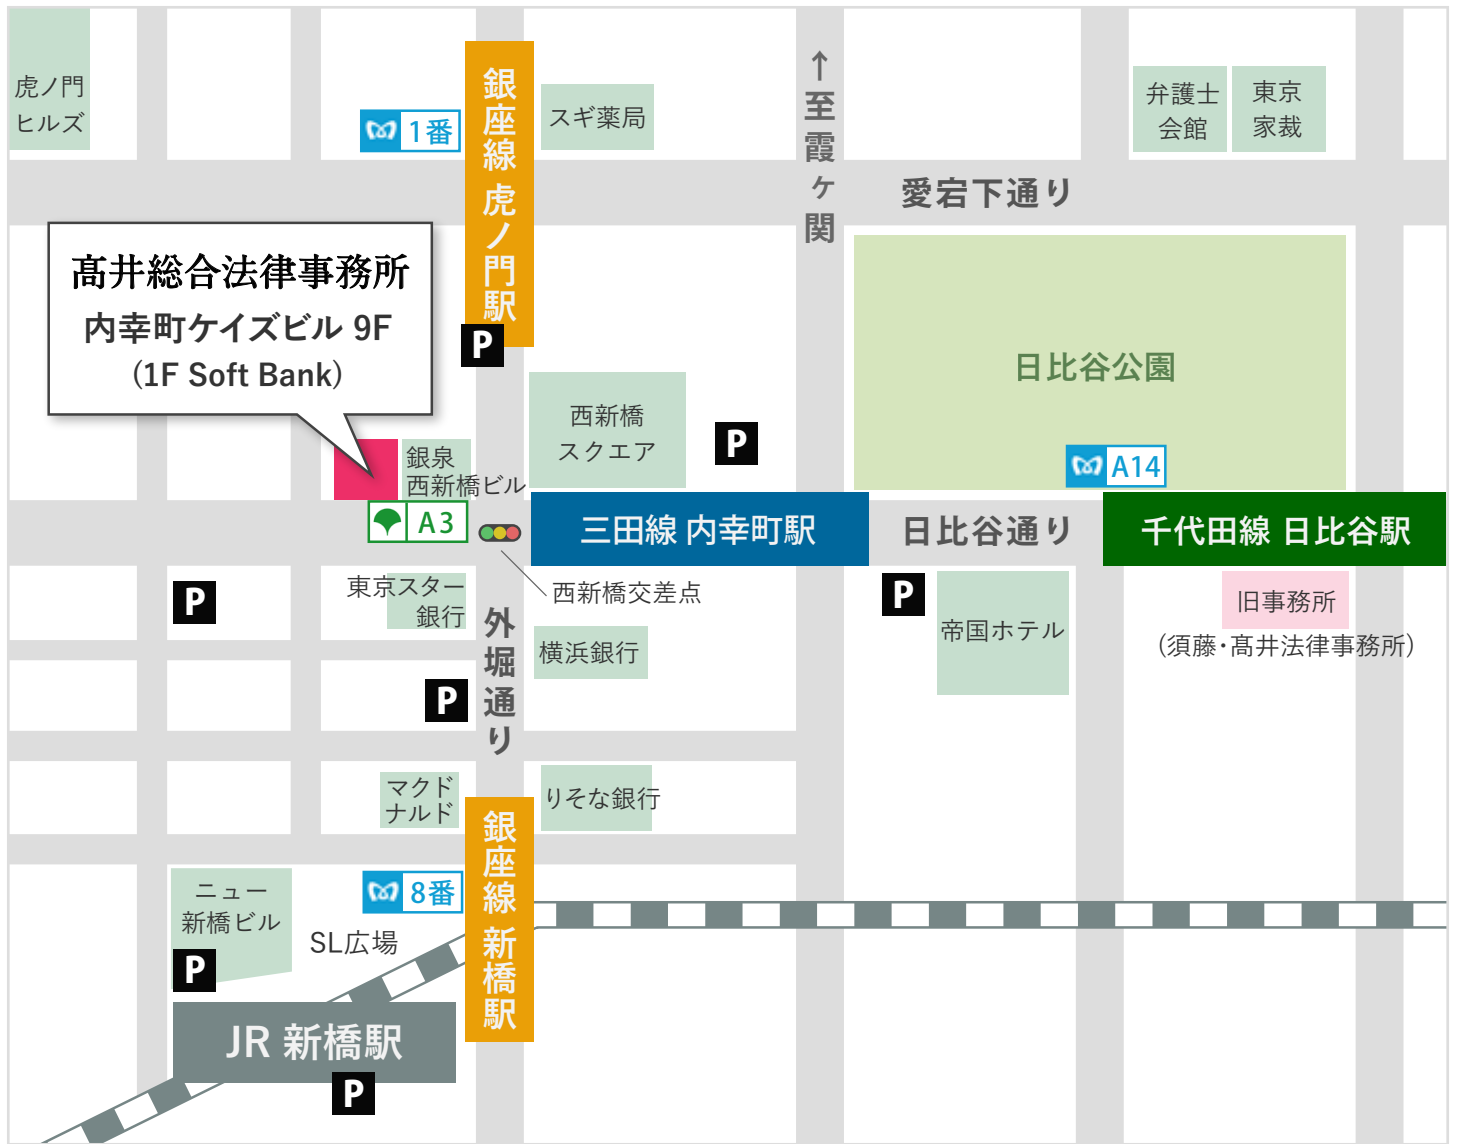 虎ノ門
ヒルズ
1番
銀座線 虎ノ門駅
スギ薬局
↑至霞ヶ関
弁護士
会館
東京
家裁
愛宕下通り
髙井総合法律事務所
内幸町ケイズビル 9F
(1F Soft Bank)
P
西新橋
スクエア
P
日比谷公園
A14
銀泉
西新橋ビル
A3
三田線 内幸町駅
日比谷通り
千代田線 日比谷駅
P
東京スター
銀行
西新橋交差点
外堀通り
横浜銀行
P
帝国ホテル
旧事務所
(須藤・髙井法律事務所)
P
マクド
ナルド
りそな銀行
ニュー
新橋ビル
P
SL広場
8番
銀座線 新橋駅
JR 新橋駅
P